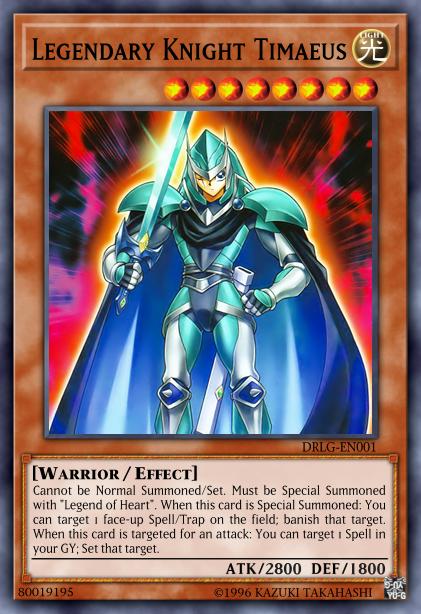 LEGENDARY KNIGHT TIMAEUS
LIGHT
光
DRLG-EN001
[WARRIOR / EFFECT]
Cannot be Normal Summoned/Set. Must be Special Summoned
with "Legend of Heart". When this card is Special Summoned: You
can target 1 face-up Spell/Trap on the field; banish that target.
When this card is targeted for an attack: You can target 1 Spell in
your GY; Set that target.
ATK/2800 DEF/1800
80019195
©1996 KAZUKI TAKAHASHI